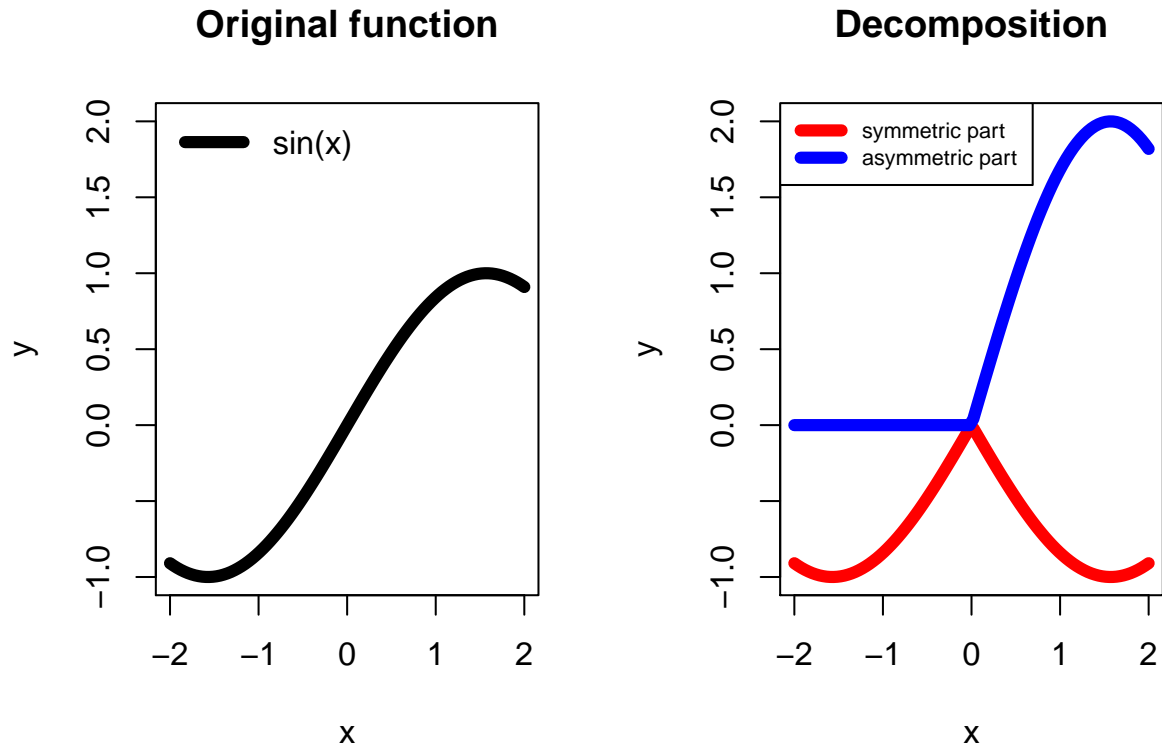 Original function
sin(x)
2.0
1.5
1.0
0.5
0.0
−1.0
y
−2 −1 0 1 2
x
Decomposition
symmetric part
asymmetric part
2.0
1.5
1.0
0.5
0.0
−1.0
y
−2 −1 0 1 2
x